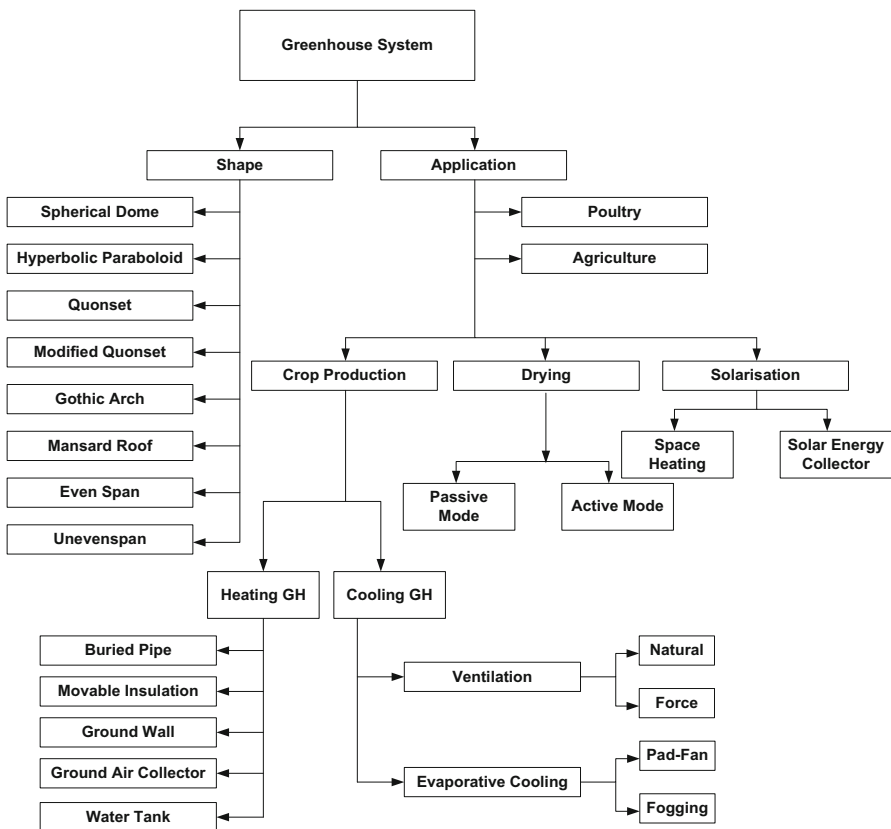 Greenhouse System
Shape
Application
Spherical Dome
Poultry
Hyperbolic Paraboloid
Agriculture
Quonset
Modified Quonset
Gothic Arch
Mansard Roof
Even Span
Unevenspan
Crop Production
Drying
Solarisation
Space
Heating
Solar Energy
Collector
Passive
Mode
Active Mode
Heating GH
Cooling GH
Buried Pipe
Movable Insulation
Ground Wall
Ground Air Collector
Water Tank
Ventilation
Natural
Force
Evaporative Cooling
Pad-Fan
Fogging